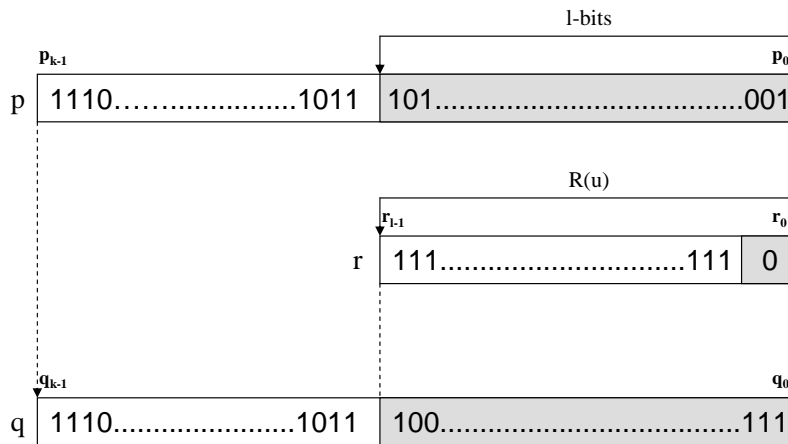 l-bits
p_{k-1} p_0
p 1110.....................1011 101.....................................001
R(u)
r_{l-1} r_0
r 111.............................111 0
q_{k-1} q_0
q 1110.....................1011 100.....................................111